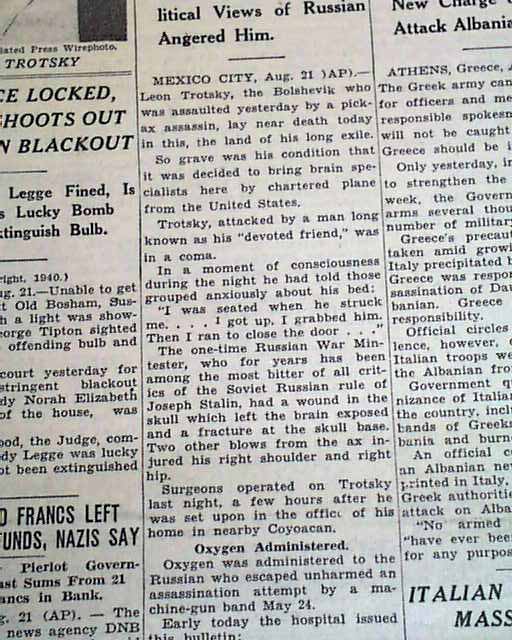 lated Press Wirephoto.
TROTSKY
CE LOCKED,
SHOOTS OUT
N BLACKOUT
Legge Fined, Is
s Lucky Bomb
xtinguish Bulb.
right, 1940.)
ug. 21.—Unable to get
t Old Bosham, Sus-
h a light was show-
eorge Tipton sighted
offending bulb and
court yesterday for
stringent blackout
dy Norah Elizabeth
of the house, was
ood, the Judge, com-
dy Legge was lucky
ot been extinguished
D FRANCS LEFT
FUNDS, NAZIS SAY
Pierlot Govern-
ast Sums From 21
ancs in Bank.
21 (AP). — The
news agency DNB
litical Views of Russian
Angered Him.
MEXICO CITY, Aug. 21 )AP).—
Leon Trotsky, the Bolshevik who
was assaulted yesterday by a pick-
ax assassin, lay near death today
in this, the land of his long exile.
So grave was his condition that
it was decided to bring brain spe-
cialists here by chartered plane
from the United States.
Trotsky, attacked by a man long
known as his "devoted friend," was
in a coma.
In a moment of consciousness
during the night he had told those
grouped anxiously about his bed:
"I was seated when he struck
me. . . . I got up. I grabbed him.
Then I ran to close the door . . ."
The one-time Russian War Min-
tester, who for years has been
among the most bitter of all crit-
ics of the Soviet Russian rule of
Joseph Stalin, had a wound in the
skull which left the brain exposed
and a fracture at the skull base.
Two other blows from the ax in-
jured his right shoulder and right
hip.
Surgeons operated on Trotsky
last night, a few hours after he
was set upon in the office of his
home in nearby Coyoacan.
Oxygen Administered.
Oxygen was administered to the
Russian who escaped unharmed an
assassination attempt by a ma-
chine-gun band May 24.
Early today the hospital issued
this bulletin:
New Charge
Attack Albania
ATHENS, Greece, A
The Greek army can
for officers and me
responsible spokesm
will not be caught
Greece should be i
Only yesterday, in
to strengthen the
week, the Govern
arms several thou
number of military
Greece's precaut
taken amid growi
Italy precipitated b
Greece was respon
sassination of Dau
banian. Greece
responsibility.
Official circles
lence, however,
Italian troops we
the Albanian fro
Government q
nizance of Italian
the country, incl
bands of Greeks
bania and burne
An official c
an Albanian new
printed in Italy.
Greek authoritie
attack on Alba
"No armed
"have ever bee
for any purpos
ITALIAN
MASS